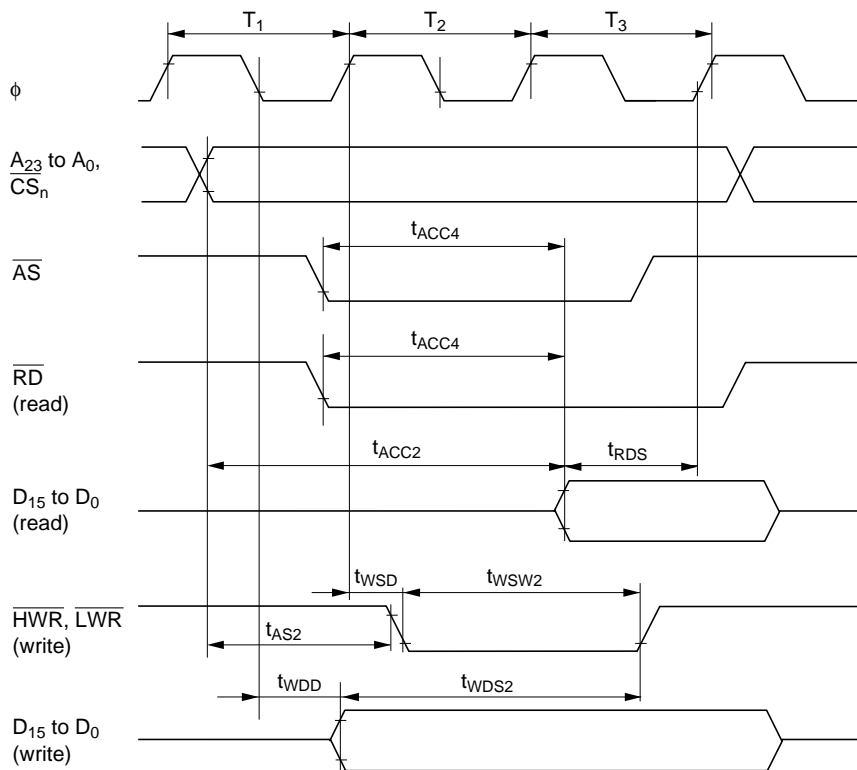 T1 T2 T3
φ
A23 to A0,
CSn
tACC4
AS
tACC4
RD
(read)
tACC2 tRDS
D15 to D0
(read)
tWSD tWSW2
HWR, LWR
(write)
tAS2
tWDD tWDS2
D15 to D0
(write)